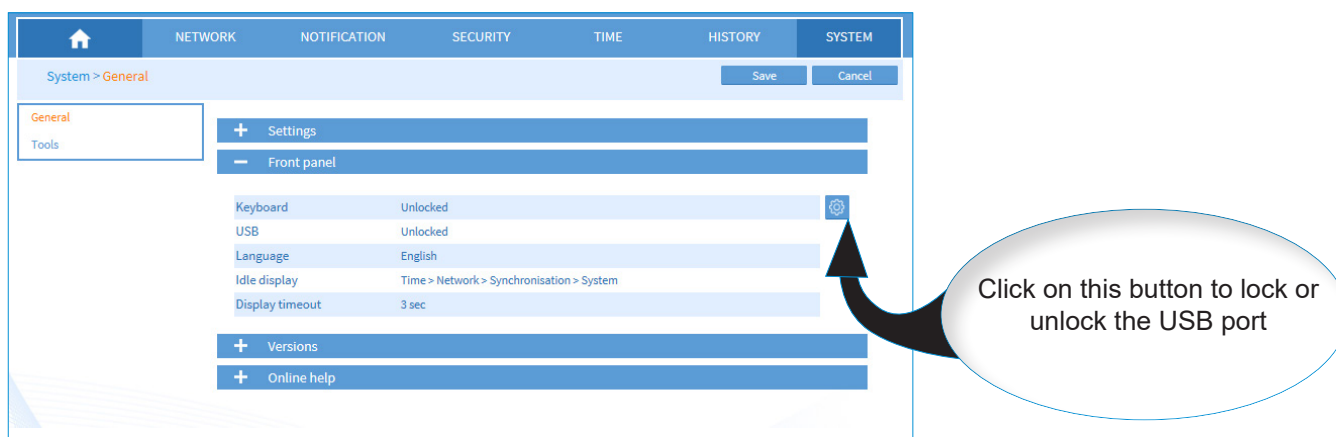 NETWORK NOTIFICATION SECURITY TIME HISTORY SYSTEM
System > General Save Cancel
General
Tools
+ Settings
− Front panel
Keyboard Unlocked
USB Unlocked
Language English
Idle display Time > Network > Synchronisation > System
Display timeout 3 sec
+ Versions
+ Online help
Click on this button to lock or
unlock the USB port